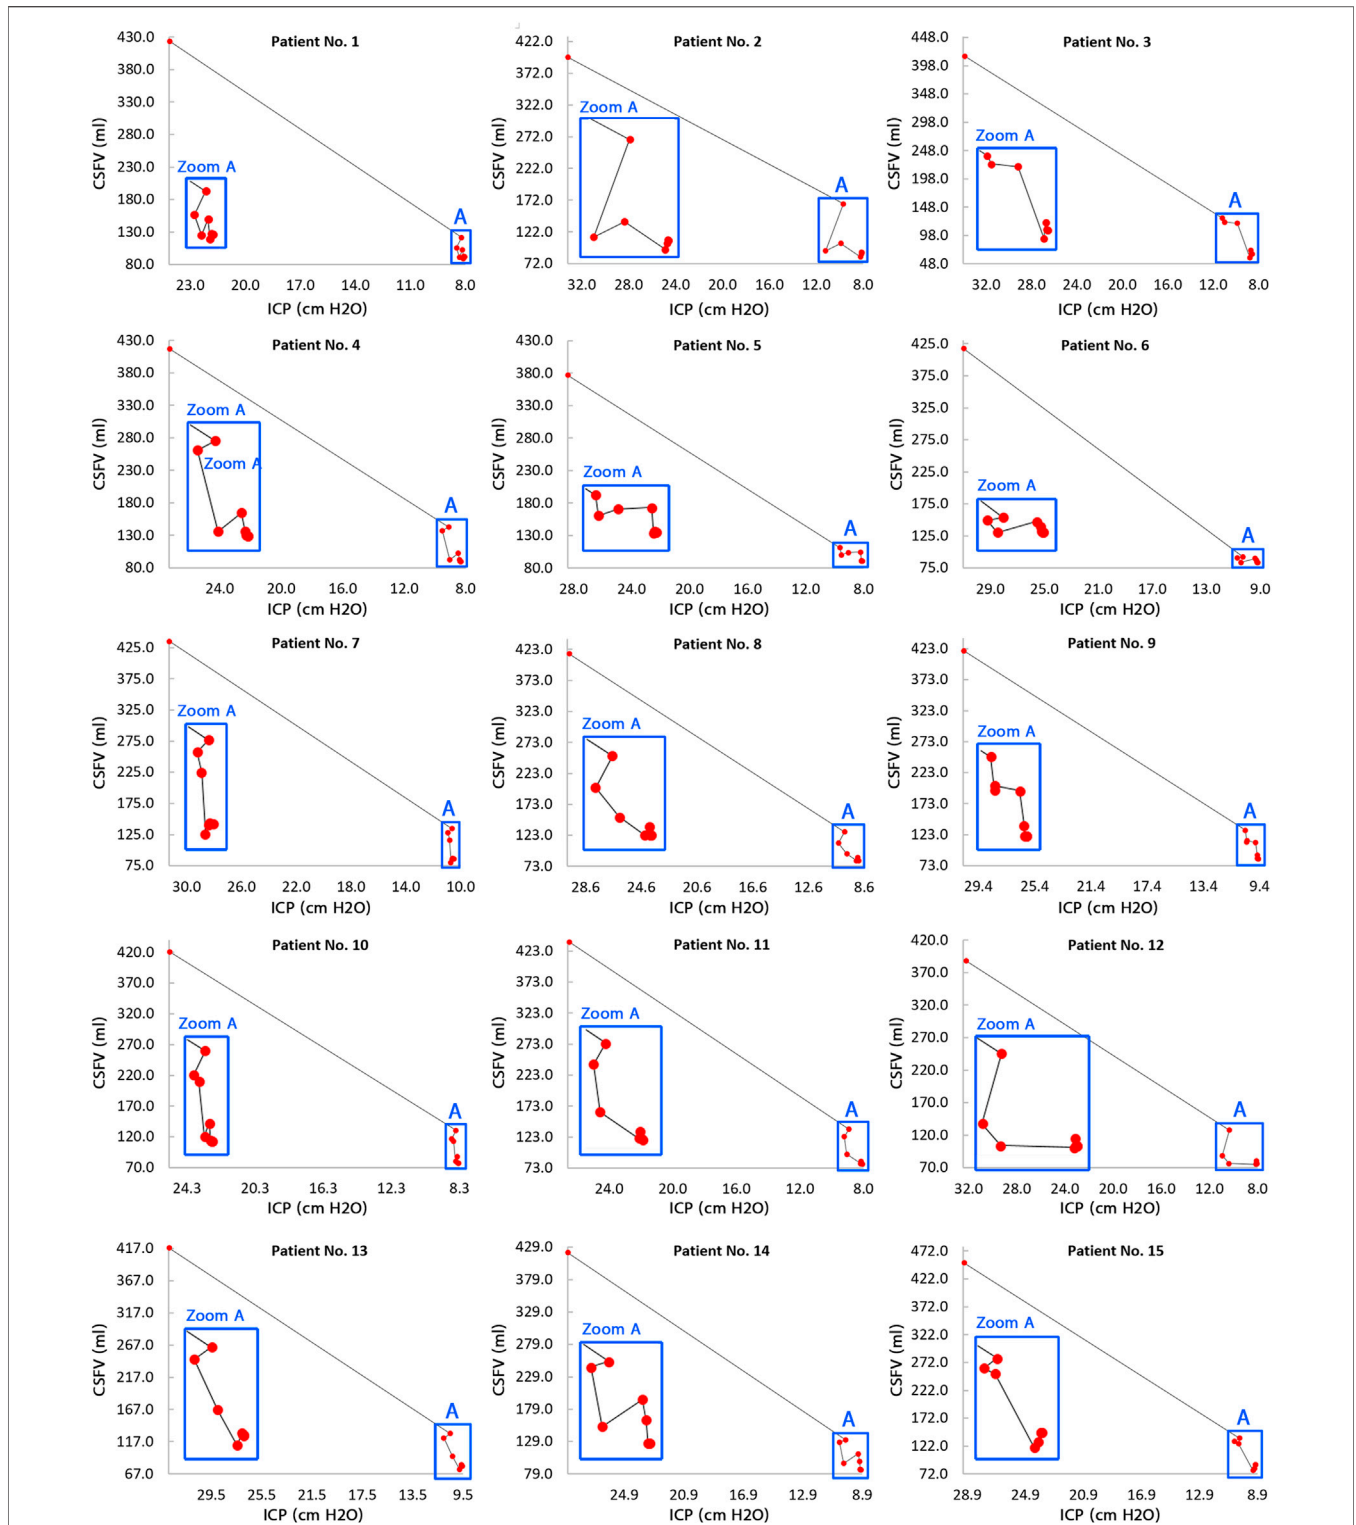 Patient No. 1
CSFV (ml)
430.0
380.0
330.0
280.0
230.0
180.0
130.0
80.0
Zoom A
A
23.0 20.0 17.0 14.0 11.0 8.0
ICP (cm H2O)
Patient No. 2
CSFV (ml)
422.0
372.0
322.0
272.0
222.0
172.0
122.0
72.0
Zoom A
A
32.0 28.0 24.0 20.0 16.0 12.0 8.0
ICP (cm H2O)
Patient No. 3
CSFV (ml)
448.0
398.0
348.0
298.0
248.0
198.0
148.0
98.0
48.0
Zoom A
A
32.0 28.0 24.0 20.0 16.0 12.0 8.0
ICP (cm H2O)
Patient No. 4
CSFV (ml)
430.0
380.0
330.0
280.0
230.0
180.0
130.0
80.0
Zoom A
Zoom A
A
24.0 20.0 16.0 12.0 8.0
ICP (cm H2O)
Patient No. 5
CSFV (ml)
430.0
380.0
330.0
280.0
230.0
180.0
130.0
80.0
Zoom A
A
28.0 24.0 20.0 16.0 12.0 8.0
ICP (cm H2O)
Patient No. 6
CSFV (ml)
425.0
375.0
325.0
275.0
225.0
175.0
125.0
75.0
Zoom A
A
29.0 25.0 21.0 17.0 13.0 9.0
ICP (cm H2O)
Patient No. 7
CSFV (ml)
425.0
375.0
325.0
275.0
225.0
175.0
125.0
75.0
Zoom A
A
30.0 26.0 22.0 18.0 14.0 10.0
ICP (cm H2O)
Patient No. 8
CSFV (ml)
423.0
373.0
323.0
273.0
223.0
173.0
123.0
73.0
Zoom A
A
28.6 24.6 20.6 16.6 12.6 8.6
ICP (cm H2O)
Patient No. 9
CSFV (ml)
423.0
373.0
323.0
273.0
223.0
173.0
123.0
73.0
Zoom A
A
29.4 25.4 21.4 17.4 13.4 9.4
ICP (cm H2O)
Patient No. 10
CSFV (ml)
420.0
370.0
320.0
270.0
220.0
170.0
120.0
70.0
Zoom A
A
24.3 20.3 16.3 12.3 8.3
ICP (cm H2O)
Patient No. 11
CSFV (ml)
423.0
373.0
323.0
273.0
223.0
173.0
123.0
73.0
Zoom A
A
24.0 20.0 16.0 12.0 8.0
ICP (cm H2O)
Patient No. 12
CSFV (ml)
420.0
370.0
320.0
270.0
220.0
170.0
120.0
70.0
Zoom A
A
32.0 28.0 24.0 20.0 16.0 12.0 8.0
ICP (cm H2O)
Patient No. 13
CSFV (ml)
417.0
367.0
317.0
267.0
217.0
167.0
117.0
67.0
Zoom A
A
29.5 25.5 21.5 17.5 13.5 9.5
ICP (cm H2O)
Patient No. 14
CSFV (ml)
429.0
379.0
329.0
279.0
229.0
179.0
129.0
79.0
Zoom A
A
24.9 20.9 16.9 12.9 8.9
ICP (cm H2O)
Patient No. 15
CSFV (ml)
472.0
422.0
372.0
322.0
272.0
222.0
172.0
122.0
72.0
Zoom A
A
28.9 24.9 20.9 16.9 12.9 8.9
ICP (cm H2O)